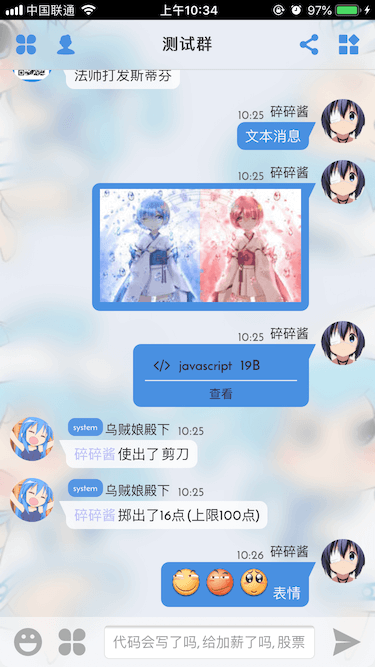 中国联通 上午10:34 97%
测试群
法师打发斯蒂芬
10:25 碎碎酱
文本消息
10:25 碎碎酱
10:25 碎碎酱
</> javascript 19B
查看
system 乌贼娘殿下 10:25
碎碎酱 使出了 剪刀
system 乌贼娘殿下 10:25
碎碎酱 掷出了16点 (上限100点)
10:26 碎碎酱
表情
代码会写了吗, 给加薪了吗, 股票